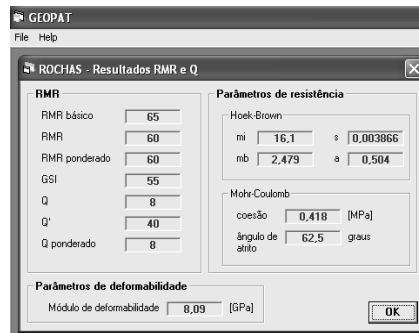 GEOPAT
File Help
ROCHAS - Resultados RMR e Q
RMR
RMR básico 65
RMR 60
RMR ponderado 60
GSI 55
Q 8
Q' 40
Q ponderado 8
Parâmetros de resistência
Hoek-Brown
mi 16,1 s 0,003866
mb 2,479 a 0,504
Mohr-Coulomb
coesão 0,418 [MPa]
ângulo de atrito 62,5 graus
Parâmetros de deformabilidade
Módulo de deformabilidade 8,09 [GPa]
OK